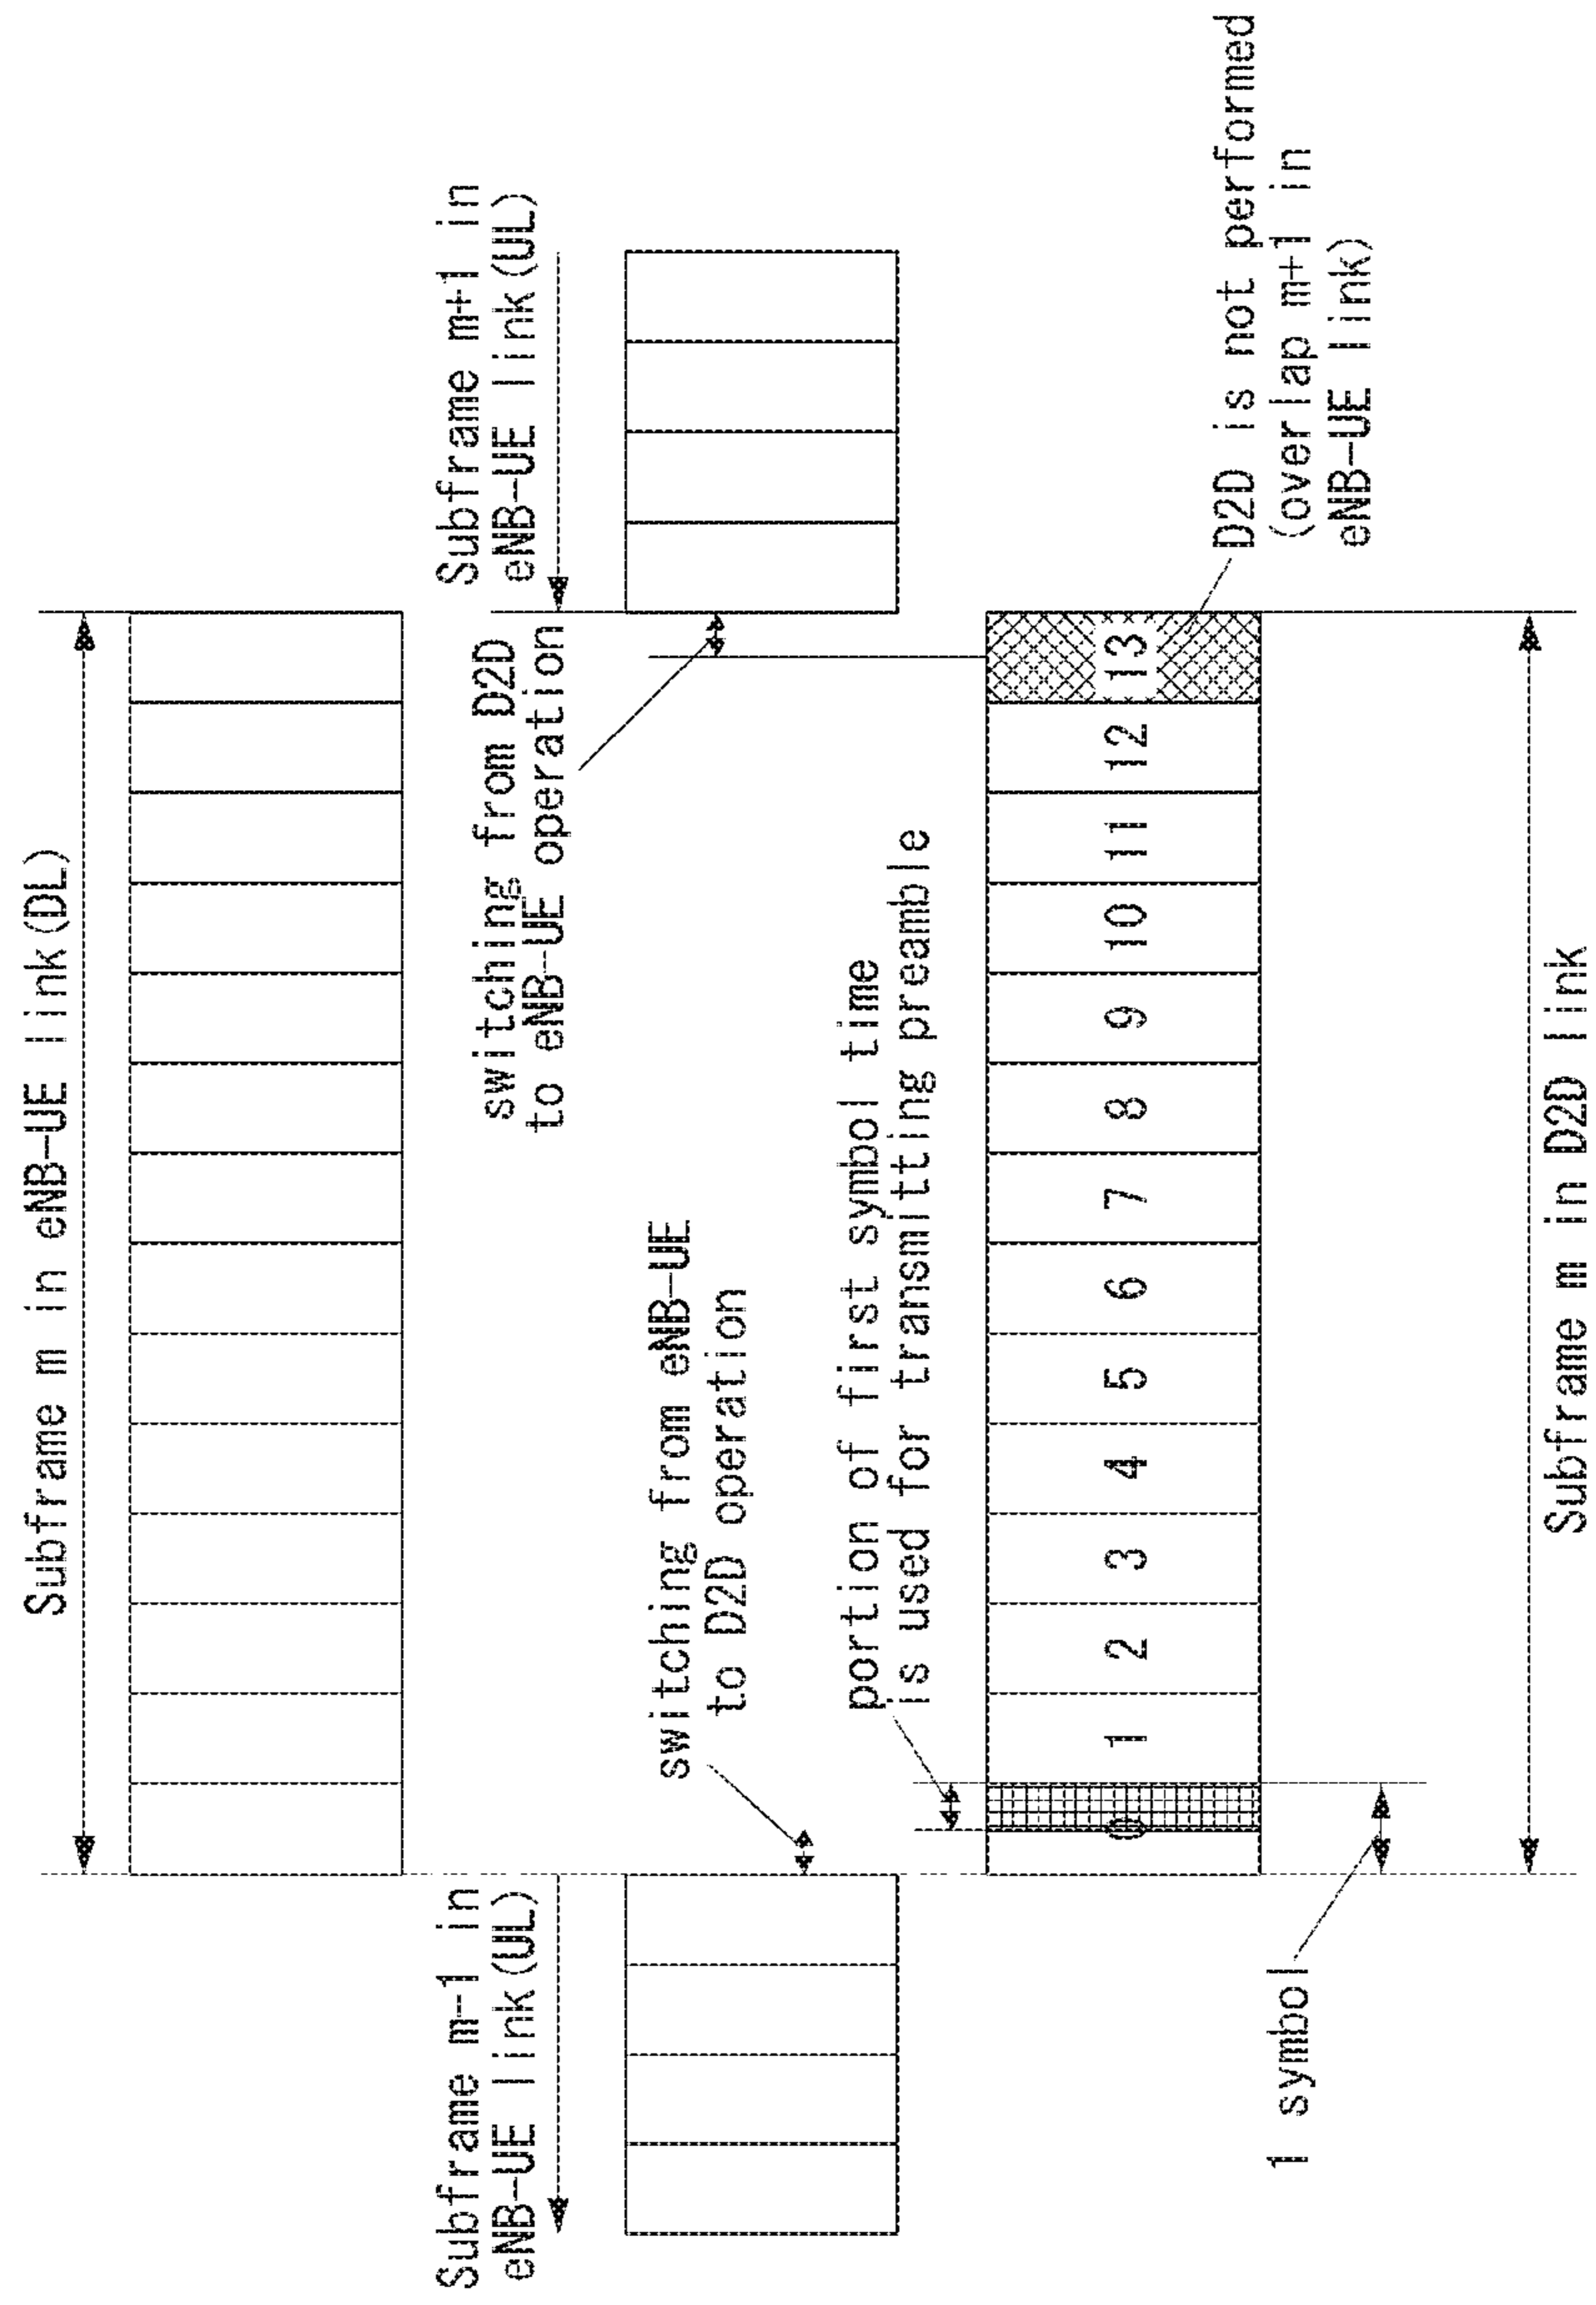 Subframe m in eNB-UE link(DL)
Subframe m-1 in
eNB-UE link(UL)
Subframe m+1 in
eNB-UE link(UL)
switching from D2D
to eNB-UE operation
switching from eNB-UE
to D2D operation
portion of first symbol time
is used for transmitting preamble
0 1 2 3 4 5 6 7 8 9 10 11 12 13
D2D is not performed
(overlap m+1 in
eNB-UE link)
1 symbol
Subframe m in D2D link